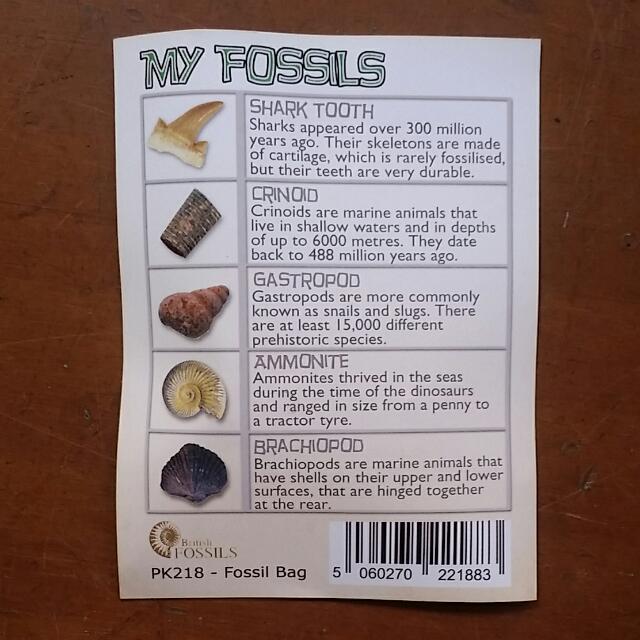 MY FOSSILS
SHARK TOOTH
Sharks appeared over 300 million
years ago. Their skeletons are made
of cartilage, which is rarely fossilised,
but their teeth are very durable.
CRINOID
Crinoids are marine animals that
live in shallow waters and in depths
of up to 6000 metres. They date
back to 488 million years ago.
GASTROPOD
Gastropods are more commonly
known as snails and slugs. There
are at least 15,000 different
prehistoric species.
AMMONITE
Ammonites thrived in the seas
during the time of the dinosaurs
and ranged in size from a penny to
a tractor tyre.
BRACHIOPOD
Brachiopods are marine animals that
have shells on their upper and lower
surfaces, that are hinged together
at the rear.
British
FOSSILS
PK218 - Fossil Bag
5 060270 221883